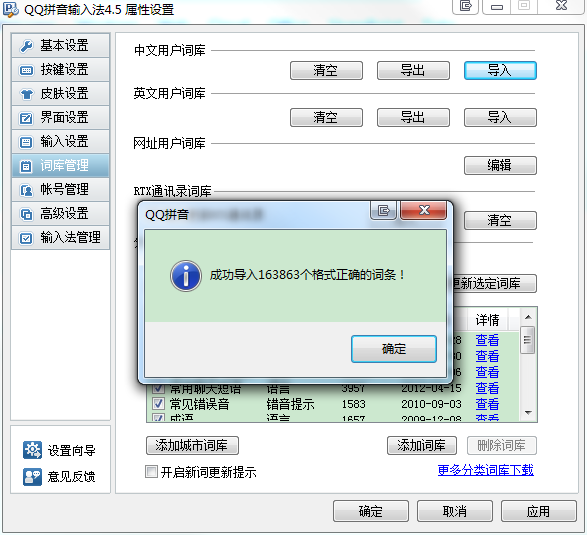 QQ拼音输入法4.5 属性设置
基本设置
按键设置
皮肤设置
界面设置
输入设置
词库管理
帐号管理
高级设置
输入法管理
设置向导
意见反馈
中文用户词库
清空 导出 导入
英文用户词库
清空 导出 导入
网址用户词库
编辑
RTX通讯录词库
清空
更新选定词库
QQ拼音
成功导入163863个格式正确的词条！
确定
详情
查看
查看
查看
常用聊天短语 语言 3957 2012-04-15 查看
常见错误音 错音提示 1583 2010-09-03 查看
成语 语言 1657 2009-12-08 查看
添加城市词库 添加词库 删除词库
开启新词更新提示 更多分类词库下载
确定 取消 应用